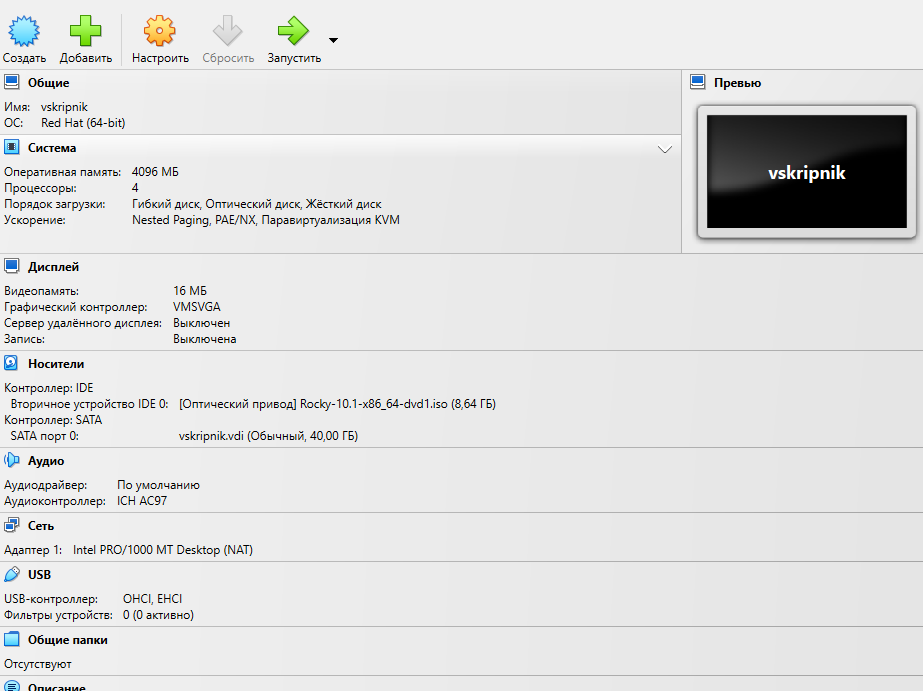 Создать Добавить Настроить Сбросить Запустить
Общие
Имя: vskripnik
ОС: Red Hat (64-bit)
Превью
vskripnik
Система
Оперативная память: 4096 МБ
Процессоры: 4
Порядок загрузки: Гибкий диск, Оптический диск, Жёсткий диск
Ускорение: Nested Paging, PAE/NX, Паравиртуализация KVM
Дисплей
Видеопамять: 16 МБ
Графический контроллер: VMSVGA
Сервер удалённого дисплея: Выключен
Запись: Выключена
Носители
Контроллер: IDE
Вторичное устройство IDE 0: [Оптический привод] Rocky-10.1-x86_64-dvd1.iso (8,64 ГБ)
Контроллер: SATA
SATA порт 0: vskripnik.vdi (Обычный, 40,00 ГБ)
Аудио
Аудиодрайвер: По умолчанию
Аудиоконтроллер: ICH AC97
Сеть
Адаптер 1: Intel PRO/1000 MT Desktop (NAT)
USB
USB-контроллер: OHCI, EHCI
Фильтры устройств: 0 (0 активно)
Общие папки
Отсутствуют
Описание